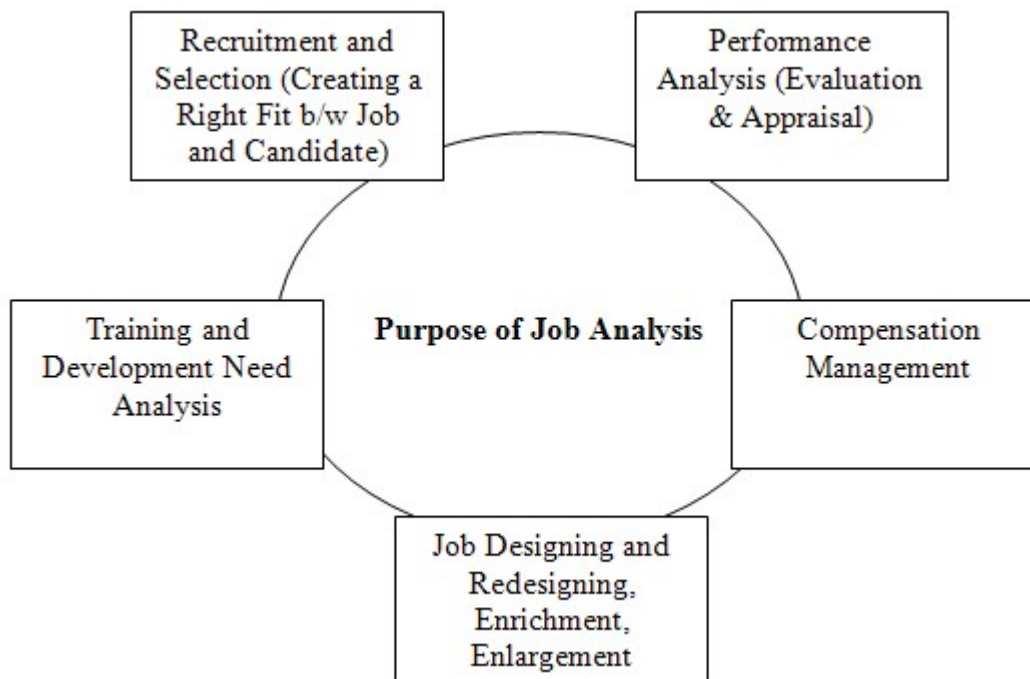 Recruitment and
Selection (Creating a
Right Fit b/w Job
and Candidate)
Performance
Analysis (Evaluation
& Appraisal)
Training and
Development Need
Analysis
Purpose of Job Analysis
Compensation
Management
Job Designing and
Redesigning,
Enrichment,
Enlargement